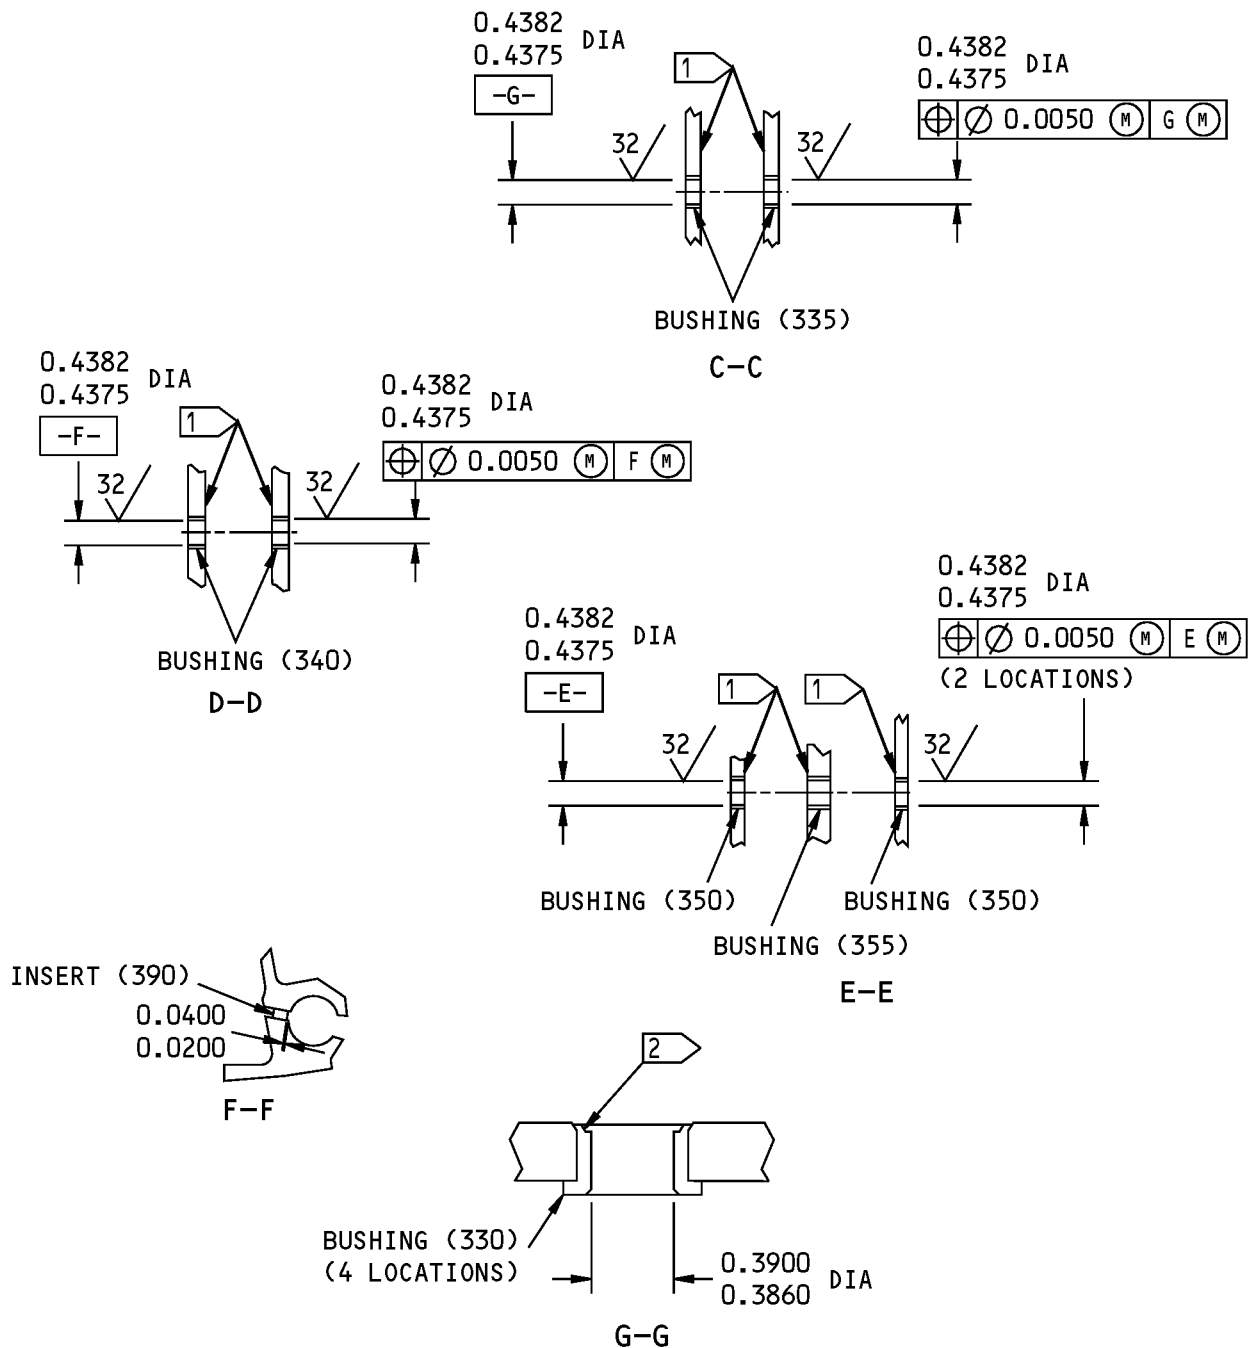 0.4382
0.4375 DIA
-G-
1
0.4382
0.4375 DIA
⌖ ⌀ 0.0050 Ⓜ G Ⓜ
32
32
BUSHING (335)
C-C
0.4382
0.4375 DIA
-F-
1
0.4382
0.4375 DIA
⌖ ⌀ 0.0050 Ⓜ F Ⓜ
32
32
BUSHING (340)
D-D
0.4382
0.4375 DIA
-E-
1
1
0.4382
0.4375 DIA
⌖ ⌀ 0.0050 Ⓜ E Ⓜ
(2 LOCATIONS)
32
32
BUSHING (350)
BUSHING (350)
BUSHING (355)
E-E
INSERT (390)
0.0400
0.0200
F-F
2
BUSHING (330)
(4 LOCATIONS)
0.3900
0.3860 DIA
G-G